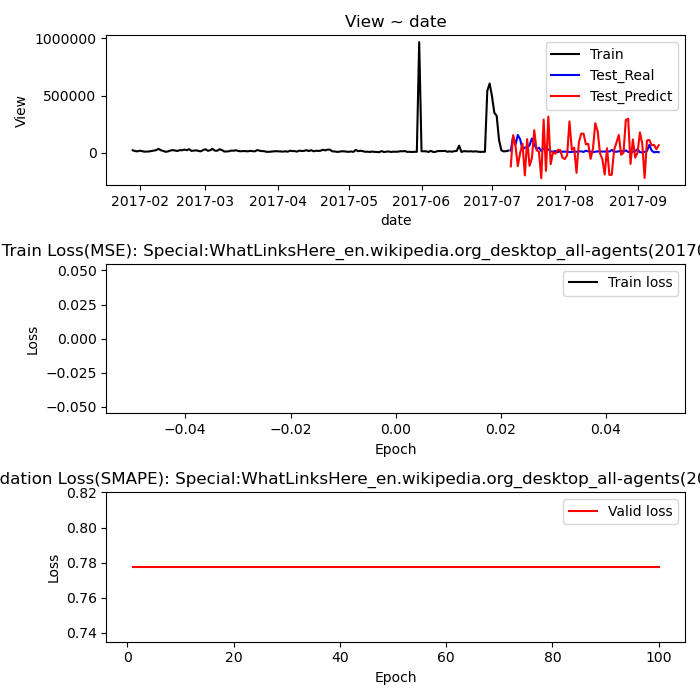 View ~ date
1000000
500000
0
View
Train
Test_Real
Test_Predict
2017-02 2017-03 2017-04 2017-05 2017-06 2017-07 2017-08 2017-09
date
Train Loss(MSE): Special:WhatLinksHere_en.wikipedia.org_desktop_all-agents(2017
0.050
0.025
0.000
−0.025
−0.050
Loss
Train loss
−0.04 −0.02 0.00 0.02 0.04
Epoch
dation Loss(SMAPE): Special:WhatLinksHere_en.wikipedia.org_desktop_all-agents(20
0.82
0.80
0.78
0.76
0.74
Loss
Valid loss
0 20 40 60 80 100
Epoch